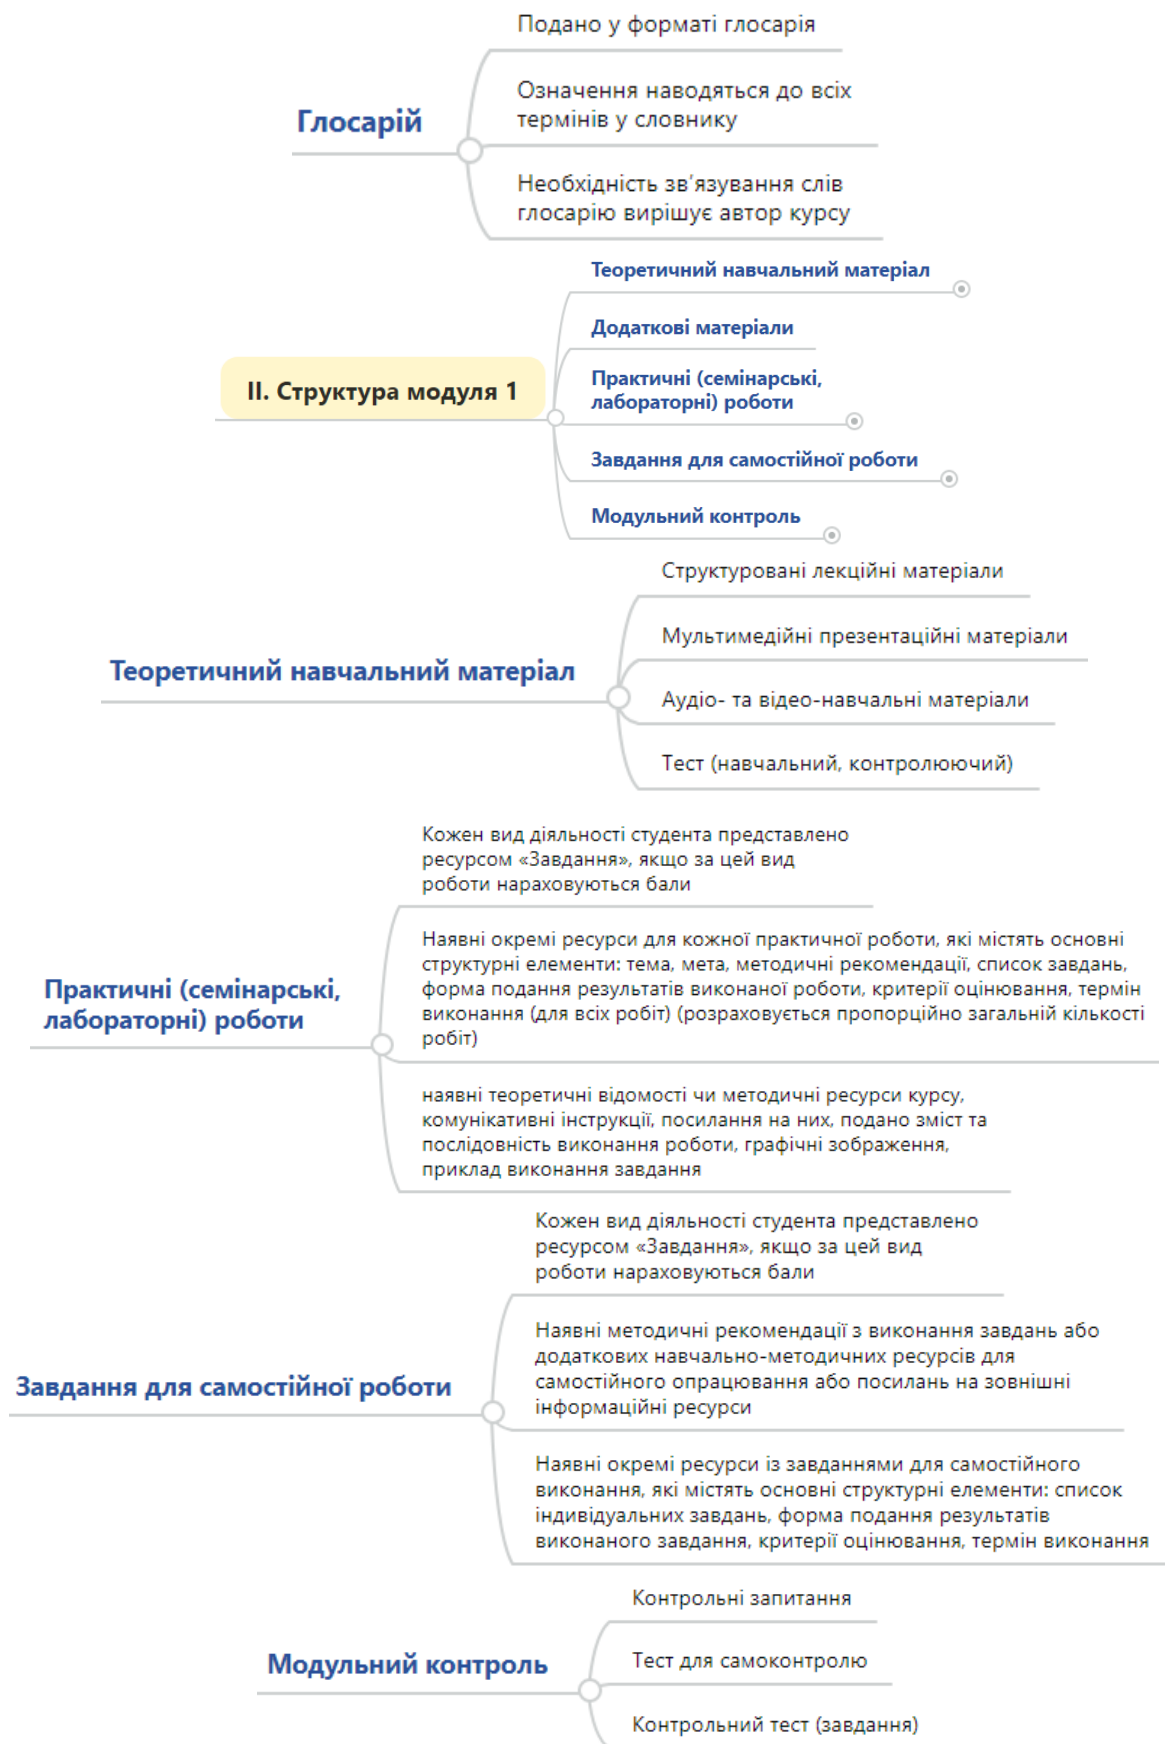 Глосарій
Подано у форматі глосарія
Означення наводяться до всіх
термінів у словнику
Необхідність зв’язування слів
глосарію вирішує автор курсу
ІІ. Структура модуля 1
Теоретичний навчальний матеріал
Додаткові матеріали
Практичні (семінарські,
лабораторні) роботи
Завдання для самостійної роботи
Модульний контроль
Теоретичний навчальний матеріал
Структуровані лекційні матеріали
Мультимедійні презентаційні матеріали
Аудіо- та відео-навчальні матеріали
Тест (навчальний, контролюючий)
Практичні (семінарські,
лабораторні) роботи
Кожен вид діяльності студента представлено
ресурсом «Завдання», якщо за цей вид
роботи нараховуються бали
Наявні окремі ресурси для кожної практичної роботи, які містять основні
структурні елементи: тема, мета, методичні рекомендації, список завдань,
форма подання результатів виконаної роботи, критерії оцінювання, термін
виконання (для всіх робіт) (розраховується пропорційно загальній кількості
робіт)
наявні теоретичні відомості чи методичні ресурси курсу,
комунікативні інструкції, посилання на них, подано зміст та
послідовність виконання роботи, графічні зображення,
приклад виконання завдання
Завдання для самостійної роботи
Кожен вид діяльності студента представлено
ресурсом «Завдання», якщо за цей вид
роботи нараховуються бали
Наявні методичні рекомендації з виконання завдань або
додаткових навчально-методичних ресурсів для
самостійного опрацювання або посилань на зовнішні
інформаційні ресурси
Наявні окремі ресурси із завданнями для самостійного
виконання, які містять основні структурні елементи: список
індивідуальних завдань, форма подання результатів
виконаного завдання, критерії оцінювання, термін виконання
Модульний контроль
Контрольні запитання
Тест для самоконтролю
Контрольний тест (завдання)